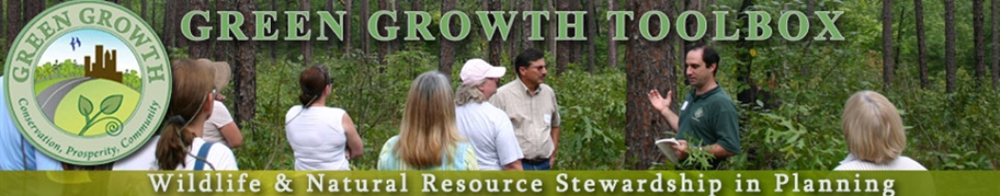 GREEN GROWTH TOOLBOX
GREEN GROWTH
Conservation, Prosperity, Community
Wildlife & Natural Resource Stewardship in Planning